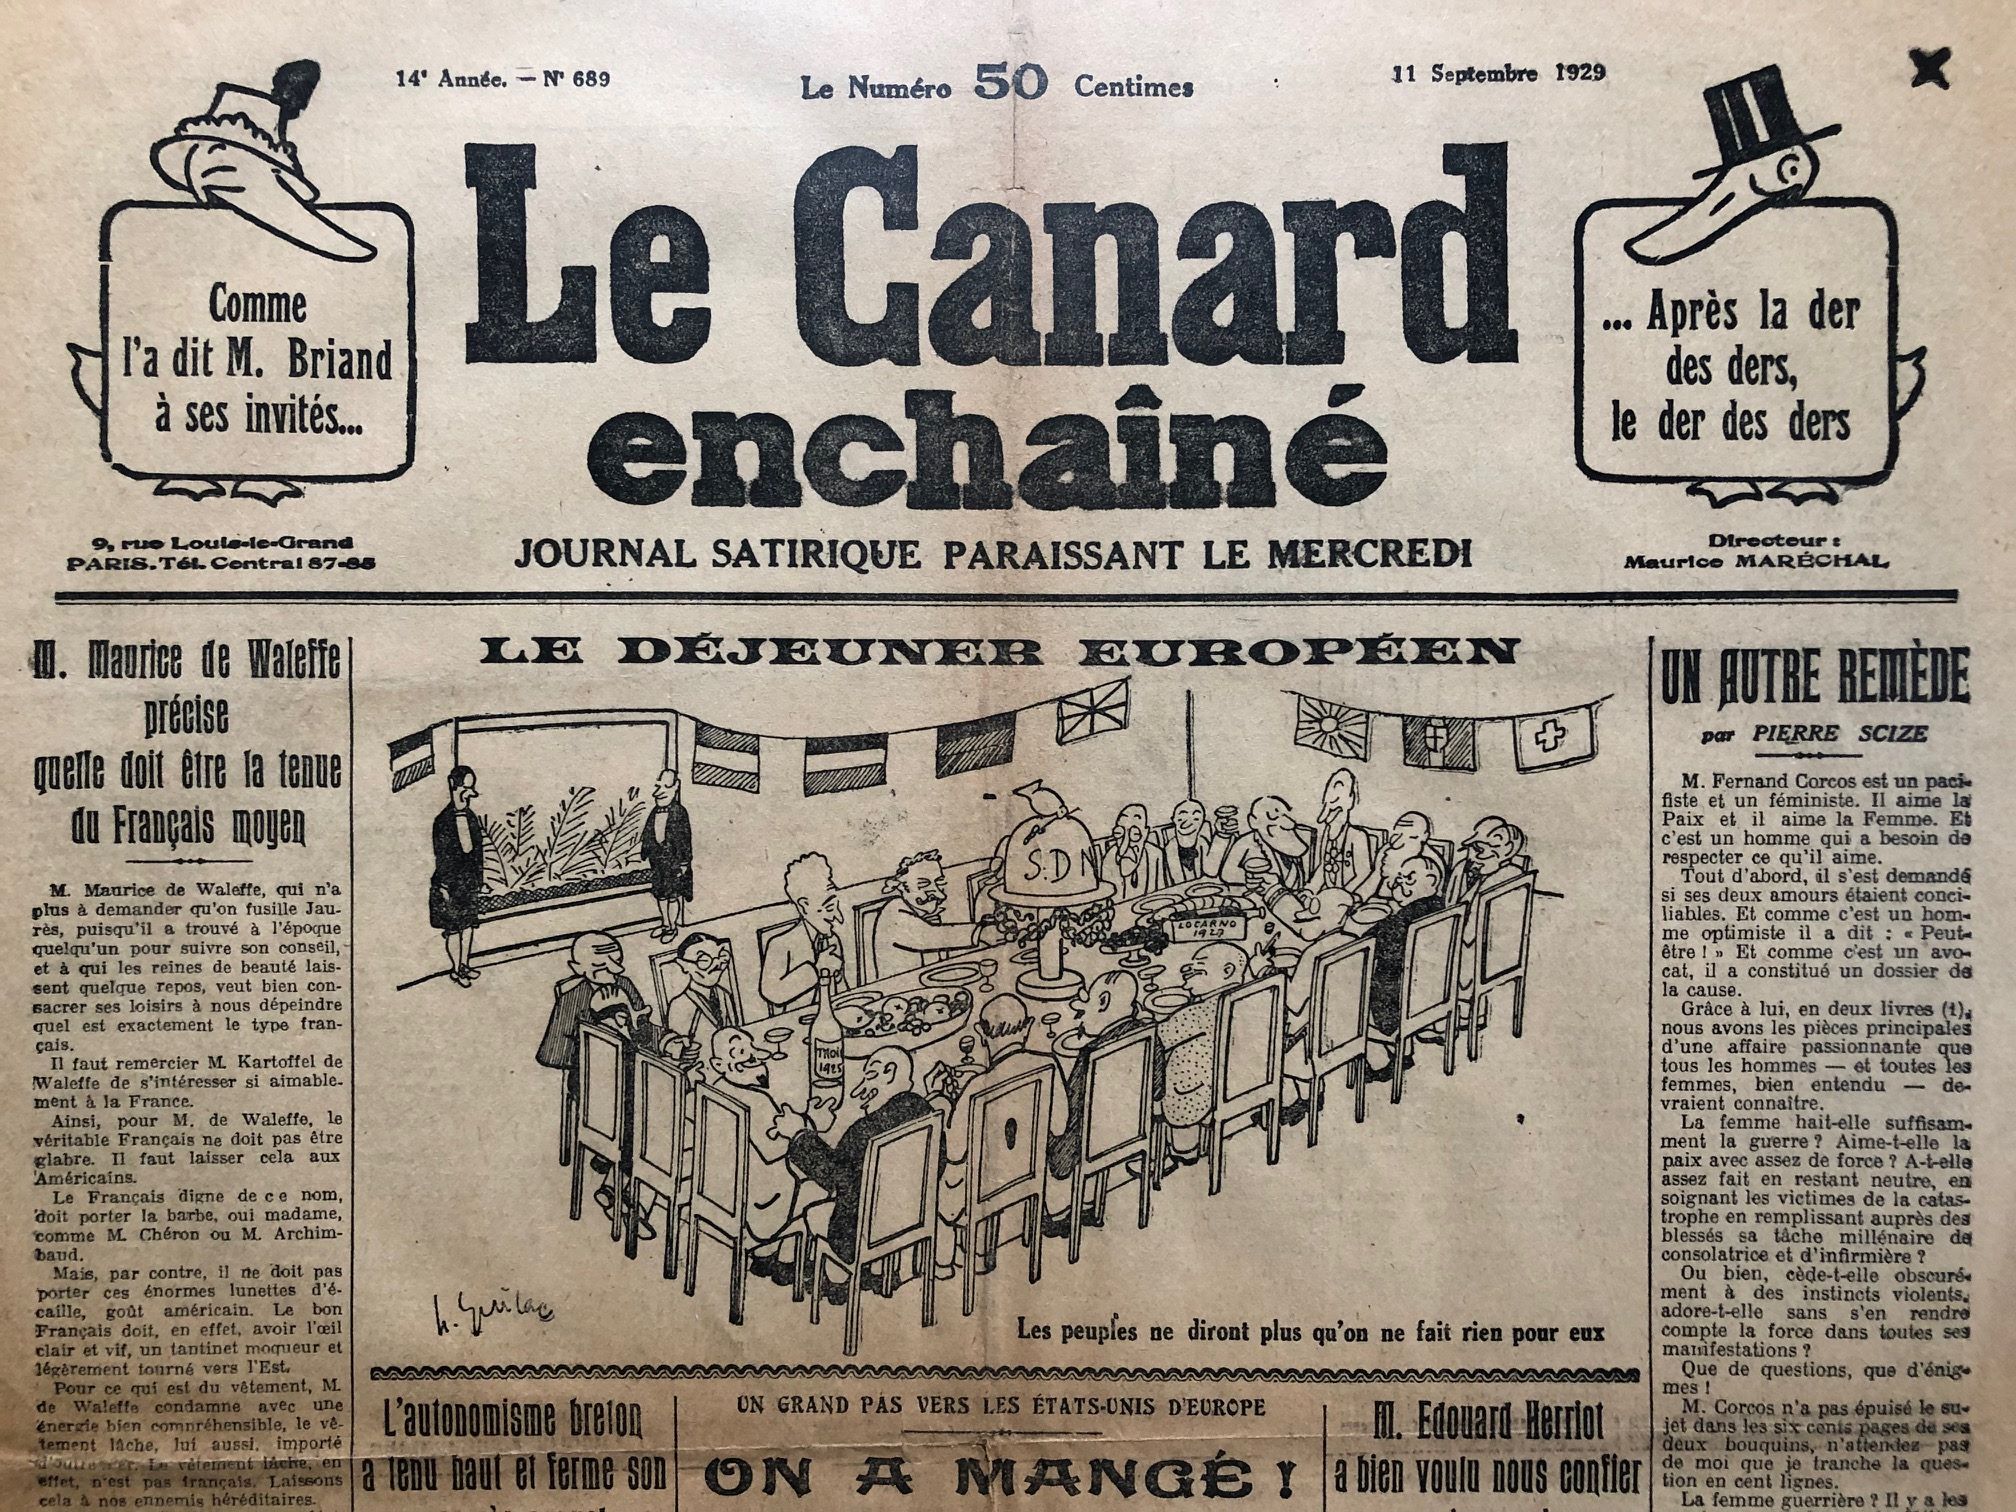 14e Année. — N° 689
Le Numéro 50 Centimes
11 Septembre 1929
Comme
l'a dit M. Briand
à ses invités...
Le Canard
enchaîné
... Après la der
des ders,
le der des ders
9, rue Louis-le-Grand
PARIS. Tél. Central 87-85
JOURNAL SATIRIQUE PARAISSANT LE MERCREDI
Directeur :
Maurice MARÉCHAL
M. Maurice de Waleffe
précise
quelle doit être la tenue
du Français moyen
M. Maurice de Waleffe, qui n'a
plus à demander qu'on fusille Jau-
rès, puisqu'il a trouvé à l'époque
quelqu'un pour suivre son conseil,
et à qui les reines de beauté lais-
sent quelque repos, veut bien con-
sacrer ses loisirs à nous dépeindre
quel est exactement le type fran-
çais.
Il faut remercier M. Kartoffel de
Waleffe de s'intéresser si aimable-
ment à la France.
Ainsi, pour M. de Waleffe, le
véritable Français ne doit pas être
glabre. Il faut laisser cela aux
Américains.
Le Français digne de ce nom,
doit porter la barbe, oui madame,
comme M. Chéron ou M. Archim-
baud.
Mais, par contre, il ne doit pas
porter ces énormes lunettes d'é-
caille, goût américain. Le bon
Français doit, en effet, avoir l'œil
clair et vif, un tantinet moqueur et
légèrement tourné vers l'Est.
Pour ce qui est du vêtement, M.
de Waleffe condamne avec une
énergie bien compréhensible, le vê-
tement lâche, lui aussi, importé
Le vêtement lâche, en
effet, n'est pas français. Laissons
cela à nos ennemis héréditaires.
LE DÉJEUNER EUROPÉEN
S.D.N
LOCARNO
1927
THOI
1925
H. Guilac
Les peuples ne diront plus qu'on ne fait rien pour eux
L'autonomisme breton
a tenu haut et ferme son
UN GRAND PAS VERS LES ÉTATS-UNIS D'EUROPE
ON A MANGÉ !
M. Edouard Herriot
a bien voulu nous confier
UN AUTRE REMÈDE
par PIERRE SCIZE
M. Fernand Corcos est un paci-
fiste et un féministe. Il aime la
Paix et il aime la Femme. Et
c'est un homme qui a besoin de
respecter ce qu'il aime.
Tout d'abord, il s'est demandé
si ses deux amours étaient conci-
liables. Et comme c'est un hom-
me optimiste il a dit : « Peut-
être ! » Et comme c'est un avo-
cat, il a constitué un dossier de
la cause.
Grâce à lui, en deux livres (1),
nous avons les pièces principales
d'une affaire passionnante que
tous les hommes — et toutes les
femmes, bien entendu — de-
vraient connaître.
La femme hait-elle suffisam-
ment la guerre ? Aime-t-elle la
paix avec assez de force ? A-t-elle
assez fait en restant neutre, en
soignant les victimes de la catas-
trophe en remplissant auprès des
blessés sa tâche millénaire de
consolatrice et d'infirmière ?
Ou bien, cède-t-elle obscuré-
ment à des instincts violents,
adore-t-elle sans s'en rendre
compte la force dans toutes ses
manifestations ?
Que de questions, que d'énig-
mes !
M. Corcos n'a pas épuisé le su-
jet dans les six cents pages de ses
deux bouquins, n'attendez pas
de moi que je tranche la ques-
tion en cent lignes.
La femme guerrière ? Il y a les